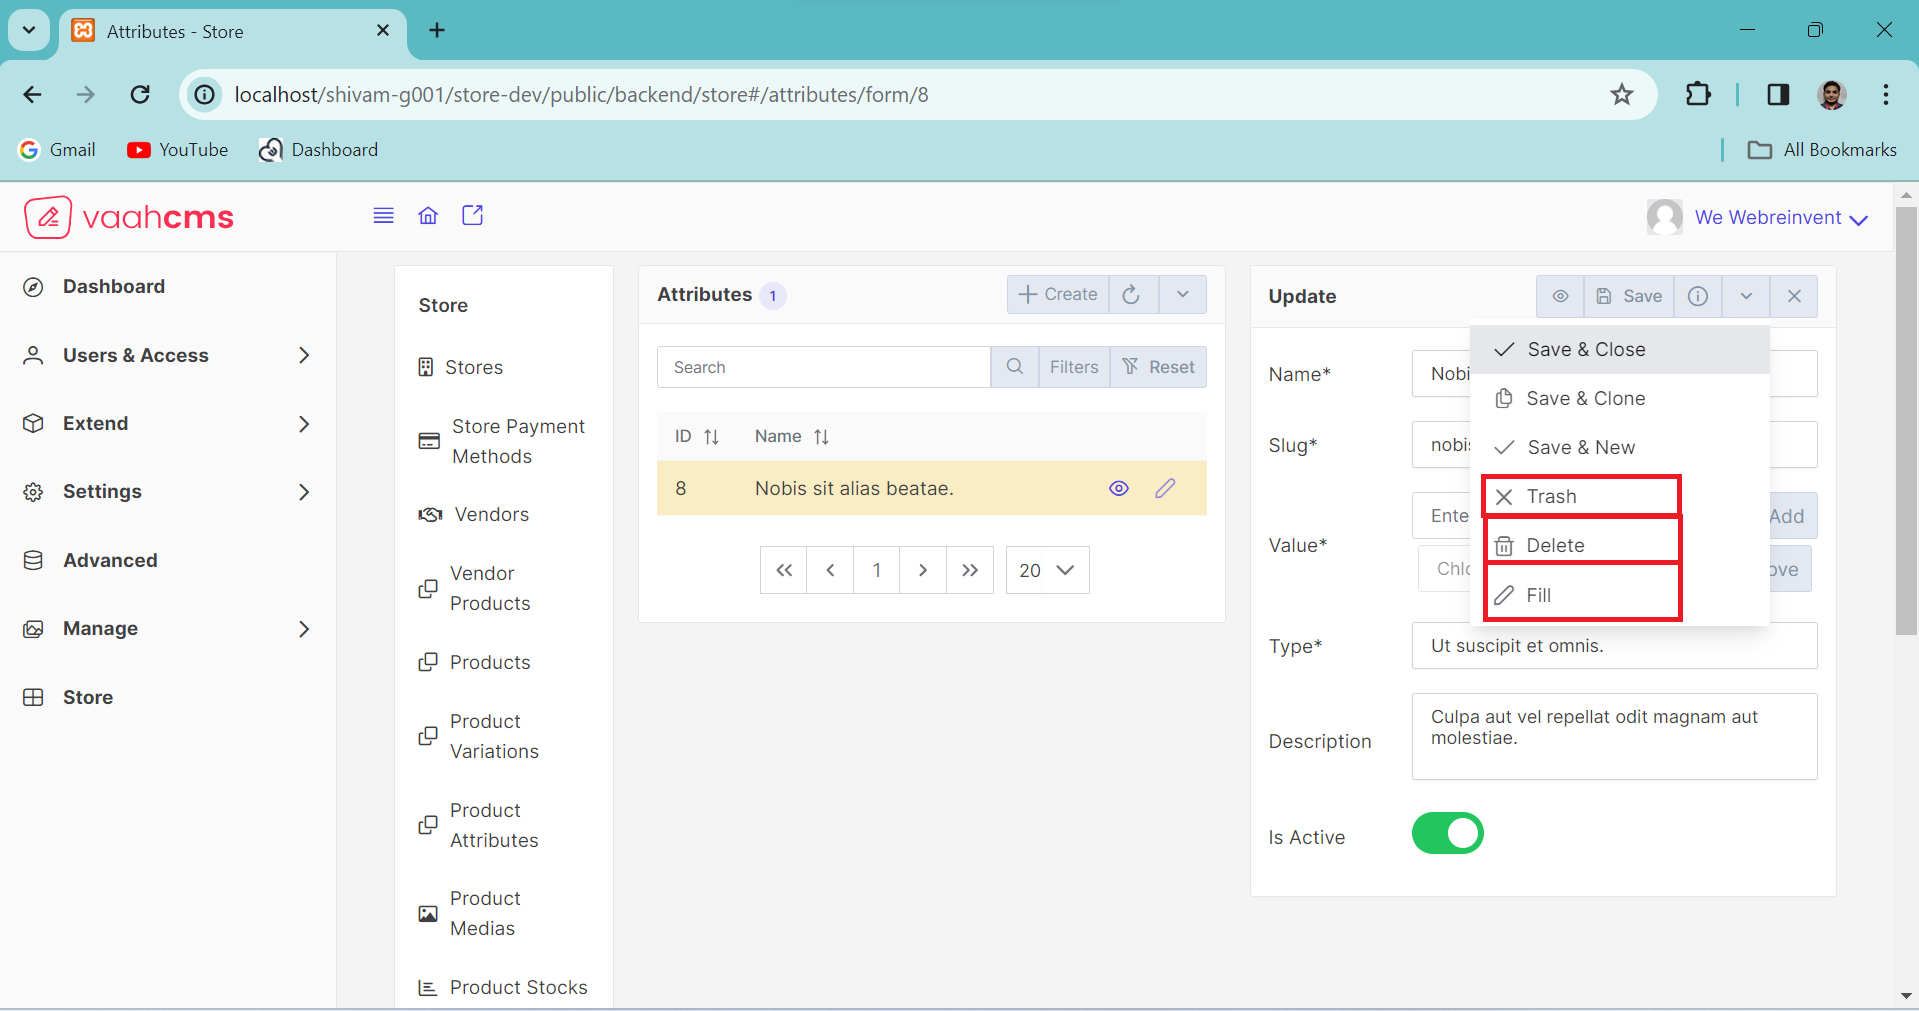 Attributes - Store
localhost/shivam-g001/store-dev/public/backend/store#/attributes/form/8
Gmail
YouTube
Dashboard
All Bookmarks
vaahcms
We Webreinvent
Dashboard
Users & Access
Extend
Settings
Advanced
Manage
Store
Store
Stores
Store Payment
Methods
Vendors
Vendor
Products
Products
Product
Variations
Product
Attributes
Product
Medias
Product Stocks
Attributes 1
Create
Search
Filters
Reset
ID Name
8 Nobis sit alias beatae.
1
20
Update
Save
Save & Close
Save & Clone
Save & New
Trash
Delete
Fill
Name* Nobi
Slug* nobis
Value* Ente Add
Chlo ove
Type* Ut suscipit et omnis.
Description
Culpa aut vel repellat odit magnam aut
molestiae.
Is Active